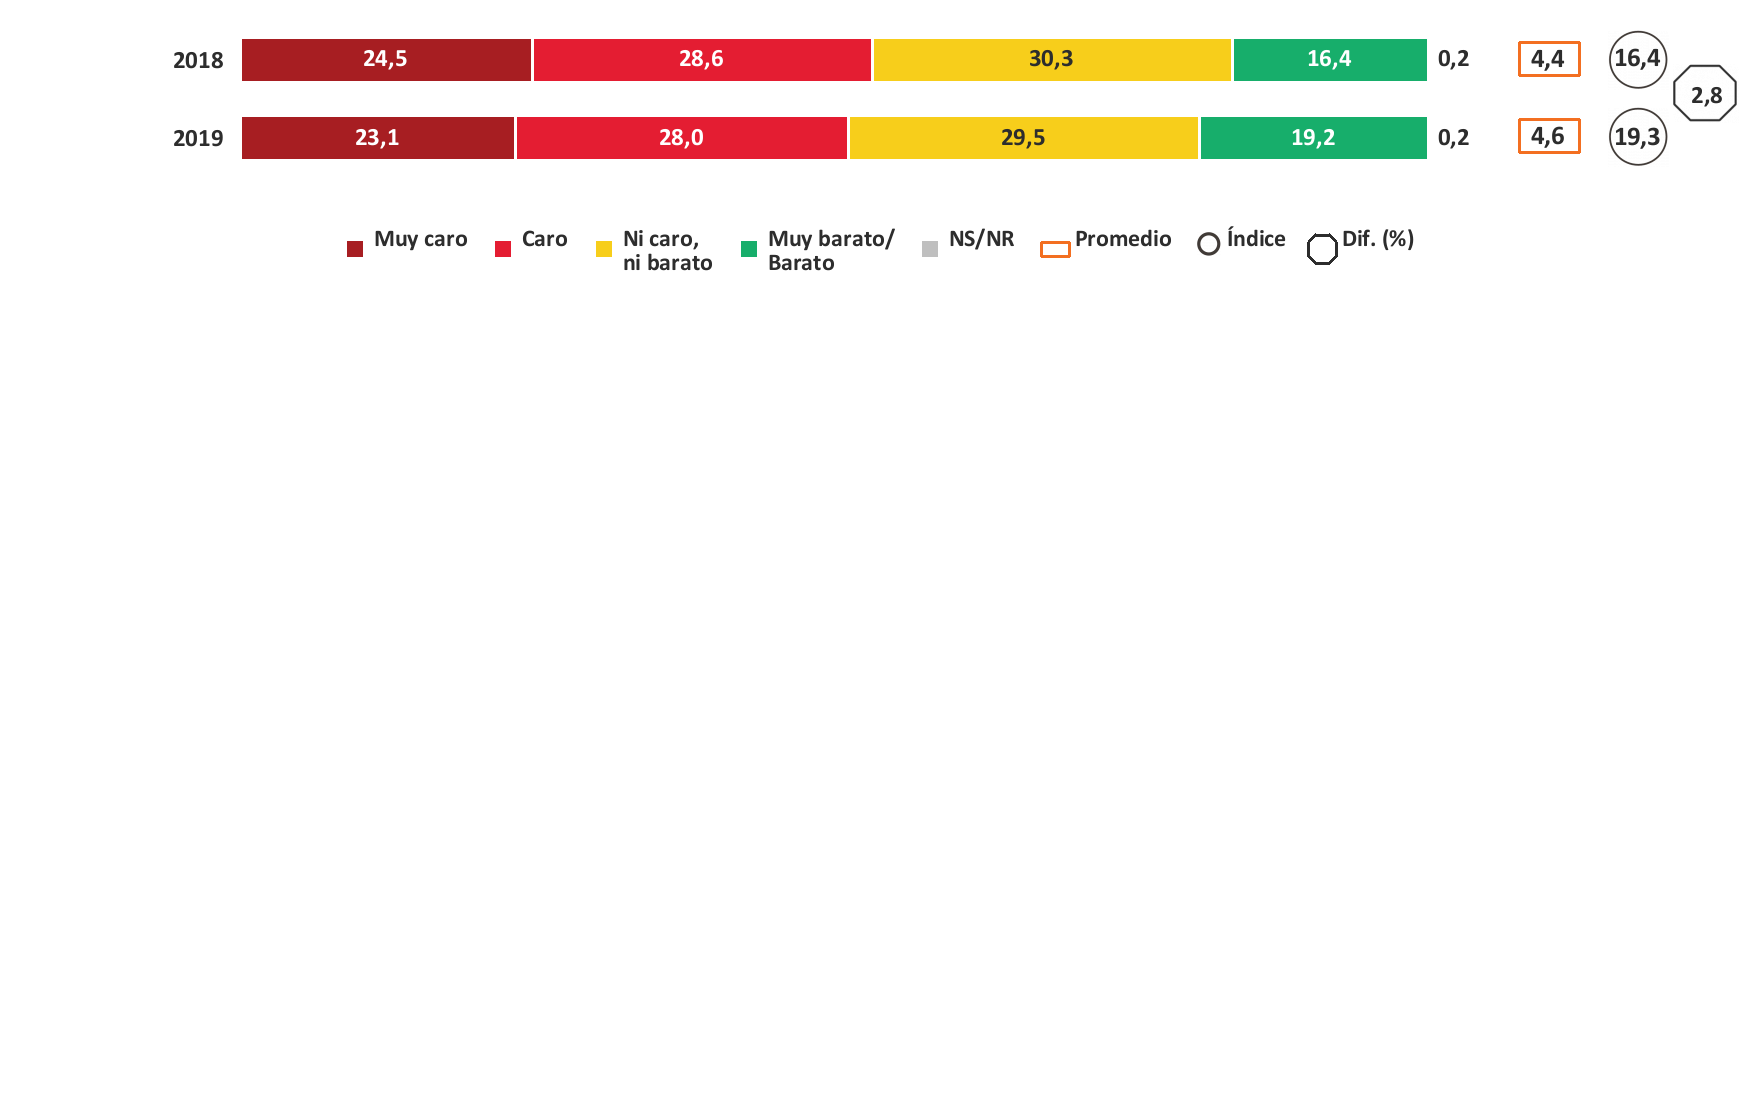 2018 24,5 28,6 30,3 16,4 0,2 4,4 16,4
2,8
2019 23,1 28,0 29,5 19,2 0,2 4,6 19,3
Muy caro Caro Ni caro, Muy barato/ NS/NR Promedio Índice Dif. (%)
ni barato Barato